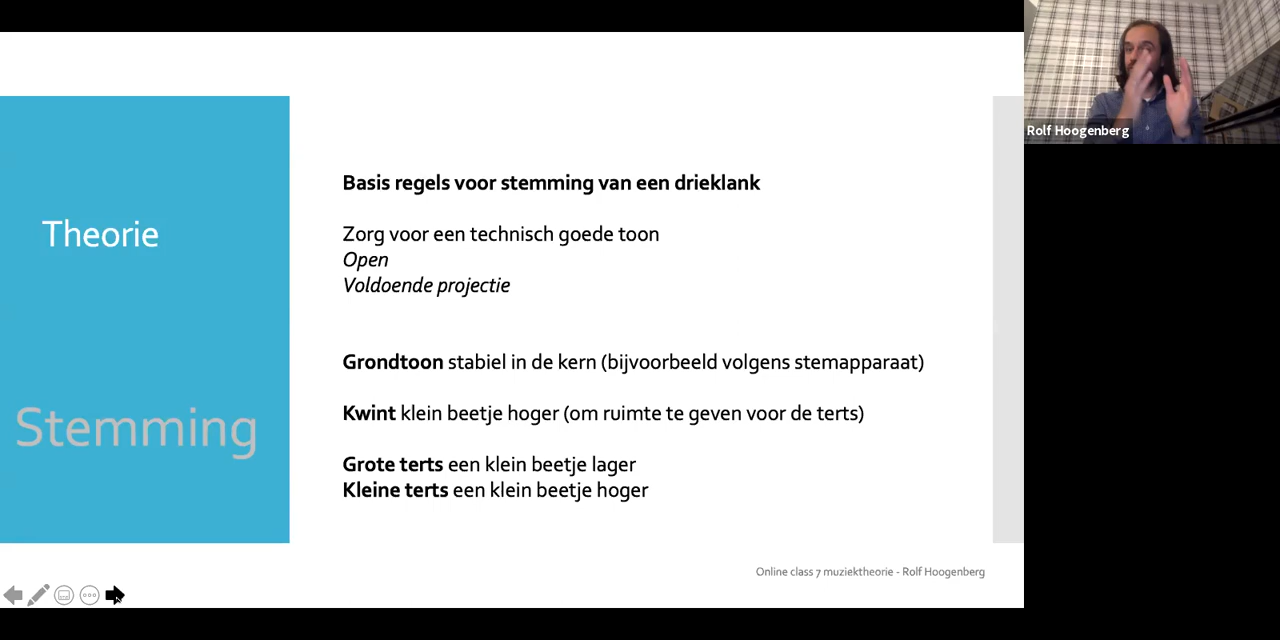 Theorie
Stemming
Basis regels voor stemming van een drieklank
Zorg voor een technisch goede toon
Open
Voldoende projectie
Grondtoon stabiel in de kern (bijvoorbeeld volgens stemapparaat)
Kwint klein beetje hoger (om ruimte te geven voor de terts)
Grote terts een klein beetje lager
Kleine terts een klein beetje hoger
Online class 7 muziektheorie - Rolf Hoogenberg
Rolf Hoogenberg